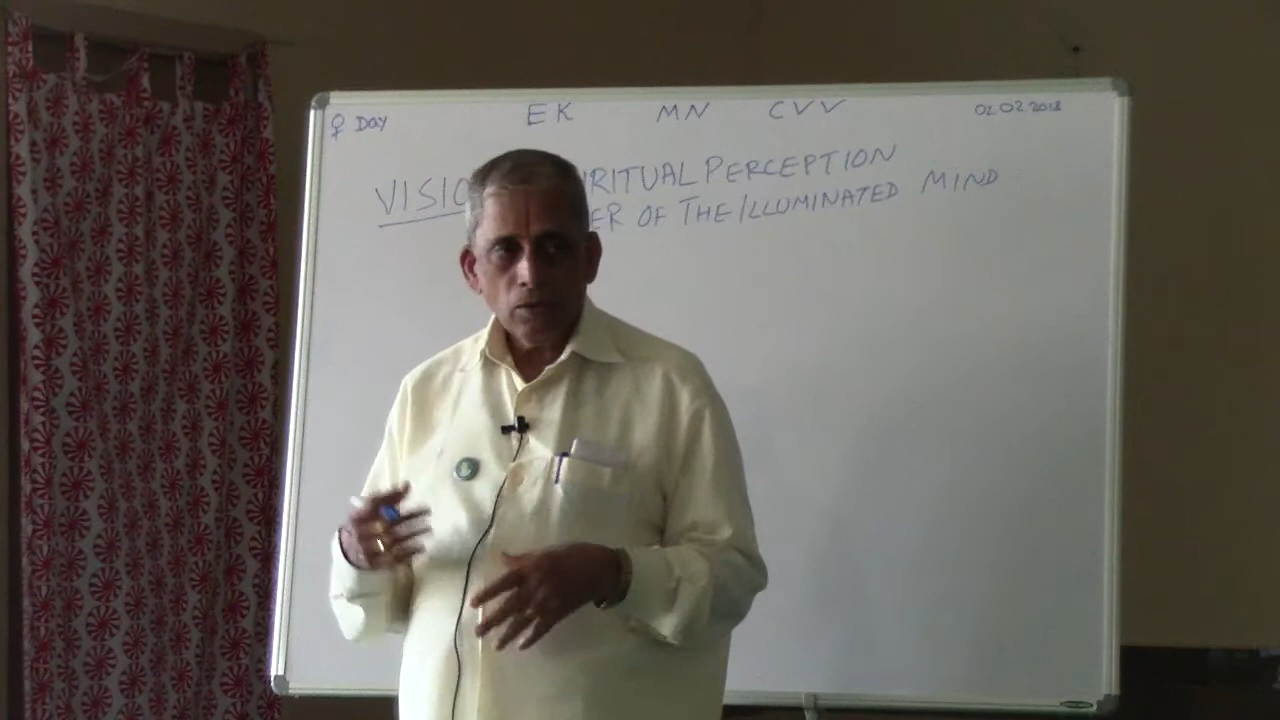 ♀ DAY EK MN CVV 02.02.2018
VISIO RITUAL PERCEPTION
ER OF THE ILLUMINATED MIND